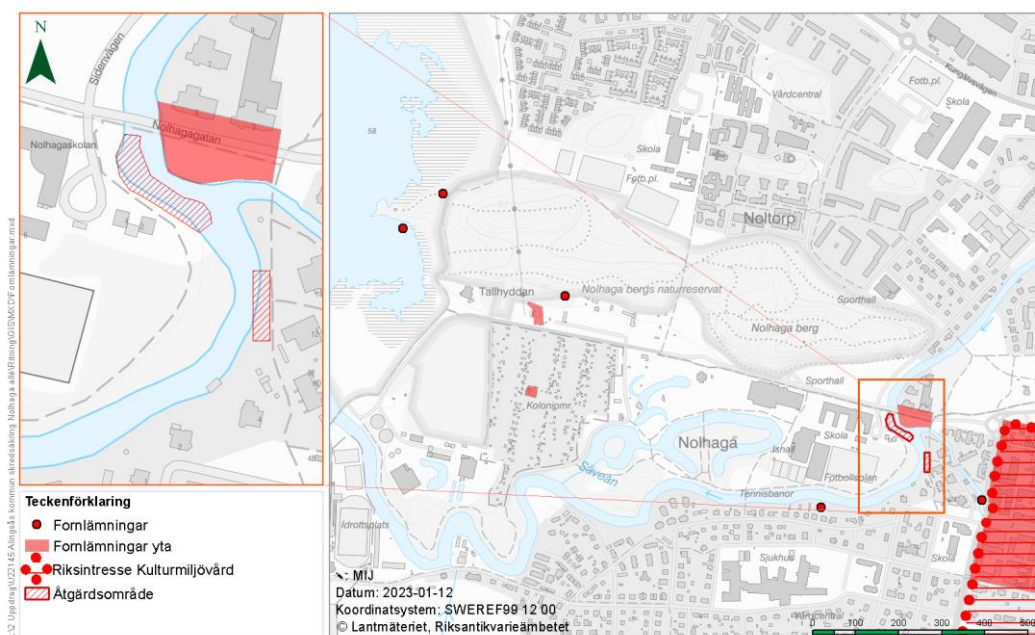 N
Sidenvägen
Nolhagagatan
Nolhagaskolan
Teckenförklaring
Fornlämningar
Fornlämningar yta
Riksintresse Kulturmiljövård
Åtgärdsområde
58
Fotb.pl.
Kungälvsvägen
Skola
Vårdcentral
Skola
Fotb.pl.
Noltorp
Tallhyddan
Nolhaga bergs naturreservat
Sporthall
Nolhaga berg
Koloniomr.
Sporthall
Nolhaga
Skola
Ishall
Säveån
Fotbollsplan
Tennisbanor
Idrottsplats
Sjukhus
Skola
Vårdcentral
: MIJ
Datum: 2023-01-12
Koordinatsystem: SWEREF99 12 00
© Lantmäteriet, Riksantikvarieämbetet
0 100 200 300 400